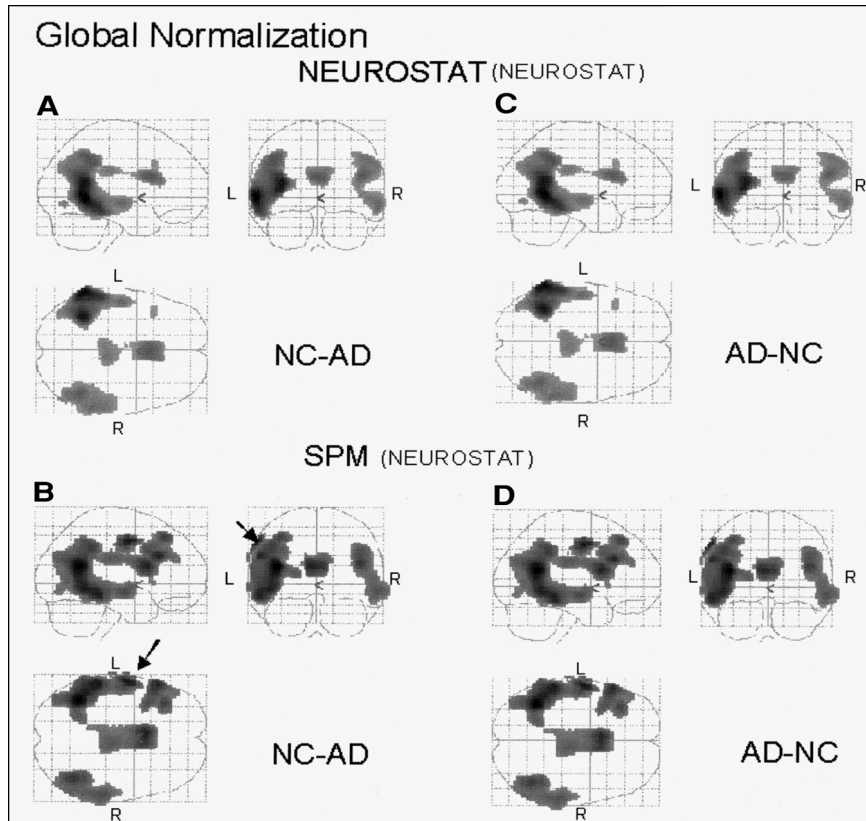 Global Normalization
NEUROSTAT (NEUROSTAT)
A
C
L
R
L
R
L
L
NC-AD
AD-NC
R
R
SPM (NEUROSTAT)
B
D
L
R
L
R
L
L
NC-AD
AD-NC
R
R